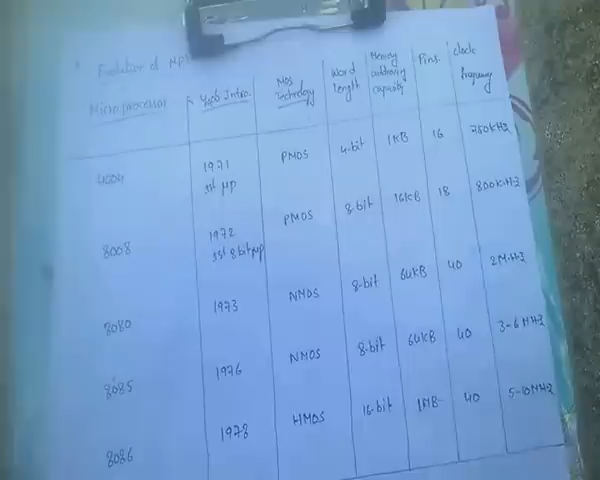 Evolution of MP's
Microprocessor Year Intro. MOS Technology Word length Memory addressing capacity Pins. clock frequency
4004 1971 1st μp PMOS 4-bit 1KB 16 750KHz
8008 1972 1st 8bit μp PMOS 8-bit 16KB 18 800KHz
8080 1973 NMOS 8-bit 64KB 40 2MHz
8085 1976 NMOS 8-bit 64KB 40 3-6 MHz
8086 1978 HMOS 16-bit 1MB 40 5-10MHz